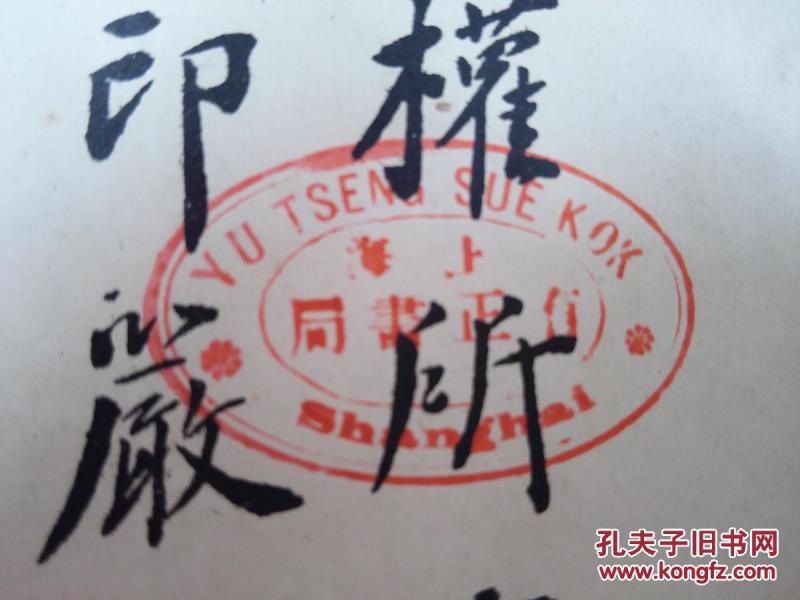 權所
印嚴
YU TSENG SUE KOK
上海
有正書局
Shanghai
孔夫子旧书网
www.kongfz.com